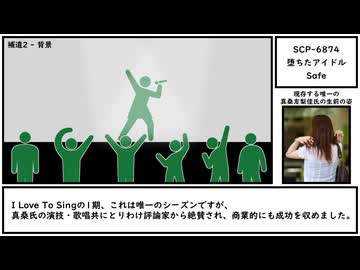 補遺2 - 背景
SCP-6874
堕ちたアイドル
Safe
現存する唯一の
真桑友梨佳氏の生前の姿
I Love To Singの1期、これは唯一のシーズンですが、
真桑氏の演技・歌唱共にとりわけ評論家から絶賛され、商業的にも成功を収めました。